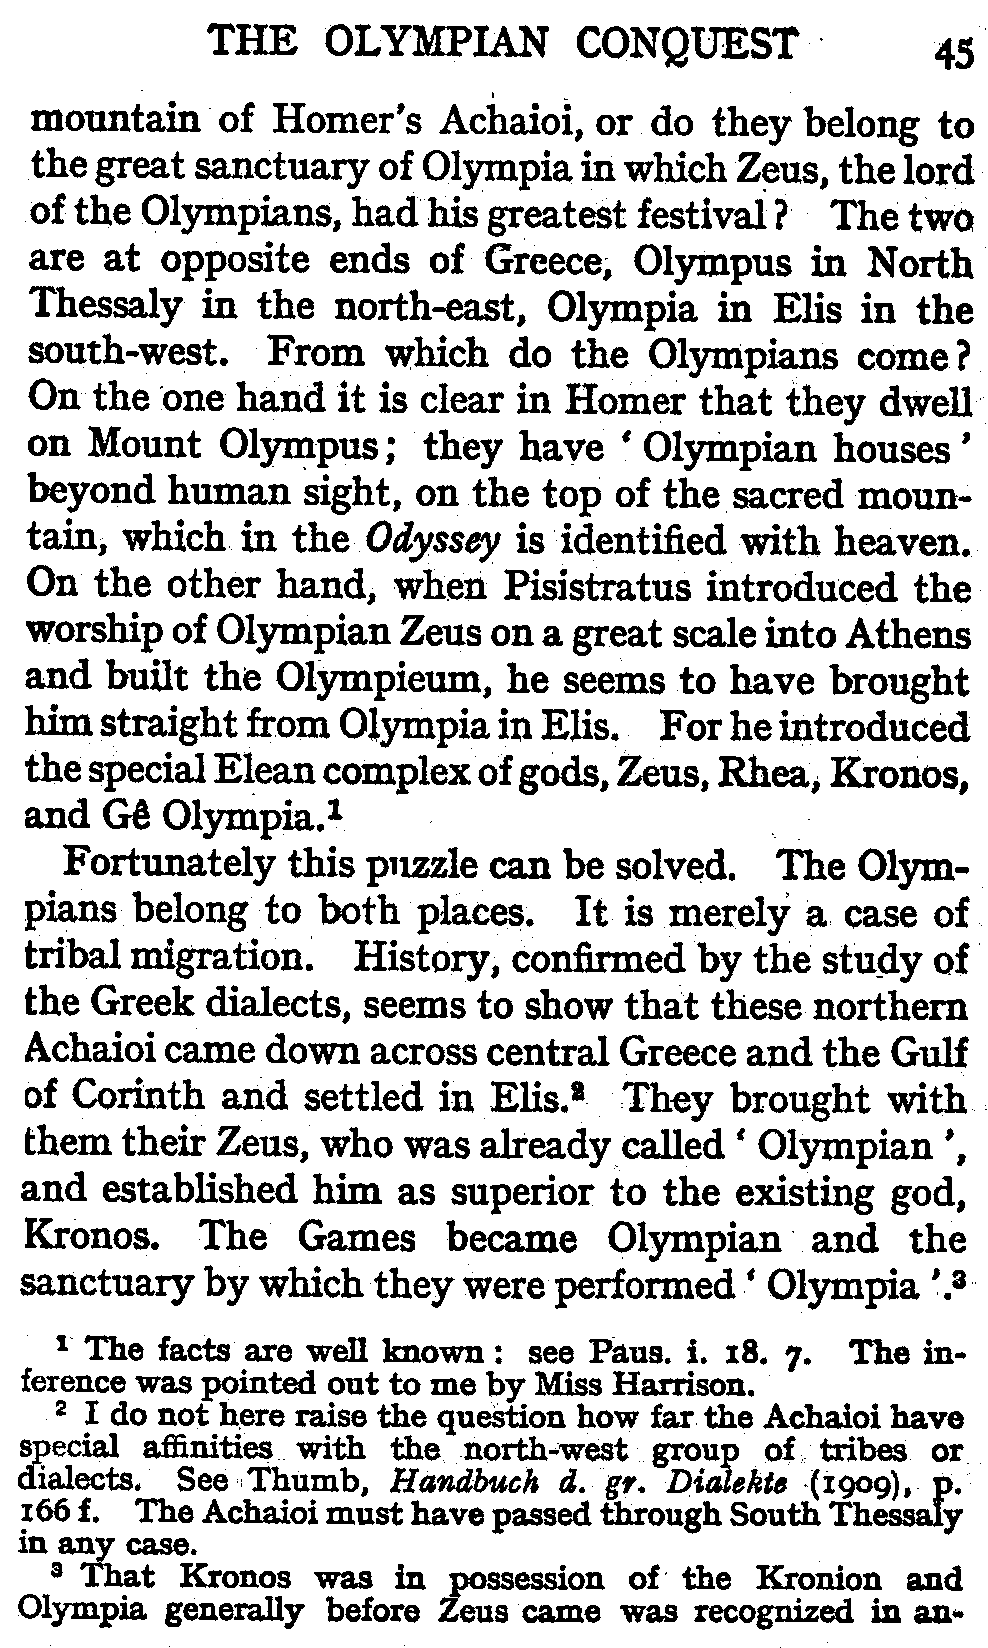 THE OLYMPIAN CONQUEST 45
mountain of Homer's Achaioi, or do they belong to
the great sanctuary of Olympia in which Zeus, the lord
of the Olympians, had his greatest festival? The two
are at opposite ends of Greece, Olympus in North
Thessaly in the north-east, Olympia in Elis in the
south-west. From which do the Olympians come?
On the one hand it is clear in Homer that they dwell
on Mount Olympus; they have ‘Olympian houses’
beyond human sight, on the top of the sacred moun-
tain, which in the Odyssey is identified with heaven.
On the other hand, when Pisistratus introduced the
worship of Olympian Zeus on a great scale into Athens
and built the Olympieum, he seems to have brought
him straight from Olympia in Elis. For he introduced
the special Elean complex of gods, Zeus, Rhea, Kronos,
and Gê Olympia.¹
Fortunately this puzzle can be solved. The Olym-
pians belong to both places. It is merely a case of
tribal migration. History, confirmed by the study of
the Greek dialects, seems to show that these northern
Achaioi came down across central Greece and the Gulf
of Corinth and settled in Elis.² They brought with
them their Zeus, who was already called ‘Olympian’,
and established him as superior to the existing god,
Kronos. The Games became Olympian and the
sanctuary by which they were performed ‘Olympia’.³
¹ The facts are well known: see Paus. i. 18. 7. The in-
ference was pointed out to me by Miss Harrison.
² I do not here raise the question how far the Achaioi have
special affinities with the north-west group of tribes or
dialects. See Thumb, Handbuch d. gr. Dialekte (1909), p.
166 f. The Achaioi must have passed through South Thessaly
in any case.
³ That Kronos was in possession of the Kronion and
Olympia generally before Zeus came was recognized in an-